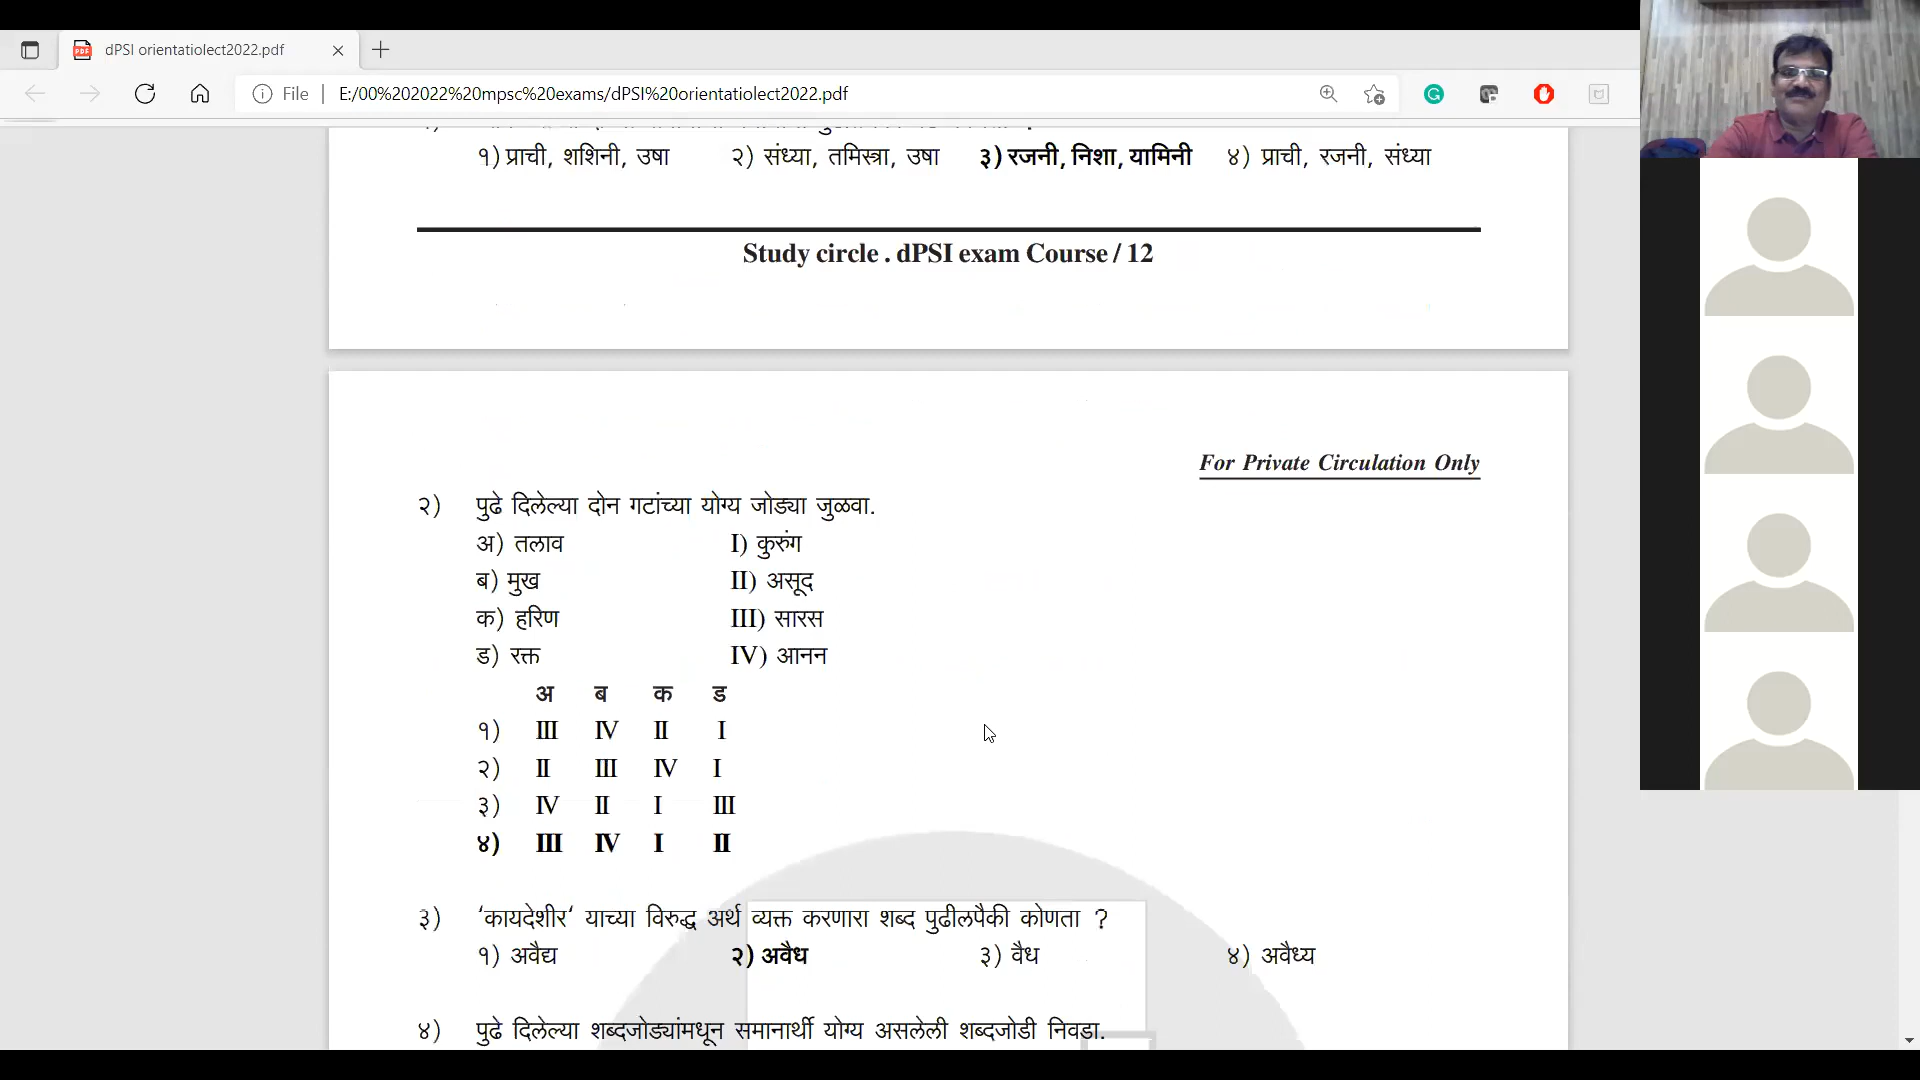 dPSI orientatiolect2022.pdf
File
E:/00%202022%20mpsc%20exams/dPSI%20orientatiolect2022.pdf
१) प्राची, शशिनी, उषा २) संध्या, तमिस्त्रा, उषा ३) रजनी, निशा, यामिनी ४) प्राची, रजनी, संध्या
Study circle . dPSI exam Course / 12
For Private Circulation Only
२) पुढे दिलेल्या दोन गटांच्या योग्य जोड्या जुळवा.
अ) तलाव I) कुरुंग
ब) मुख II) असूद
क) हरिण III) सारस
ड) रक्त IV) आनन
अ ब क ड
१) III IV II I
२) II III IV I
३) IV II I III
४) III IV I II
३) ‘कायदेशीर‘ याच्या विरुद्ध अर्थ व्यक्त करणारा शब्द पुढीलपैकी कोणता ?
१) अवैद्य २) अवैध ३) वैध ४) अवैध्य
४) पुढे दिलेल्या शब्दजोड्यांमधून समानार्थी योग्य असलेली शब्दजोडी निवडा.